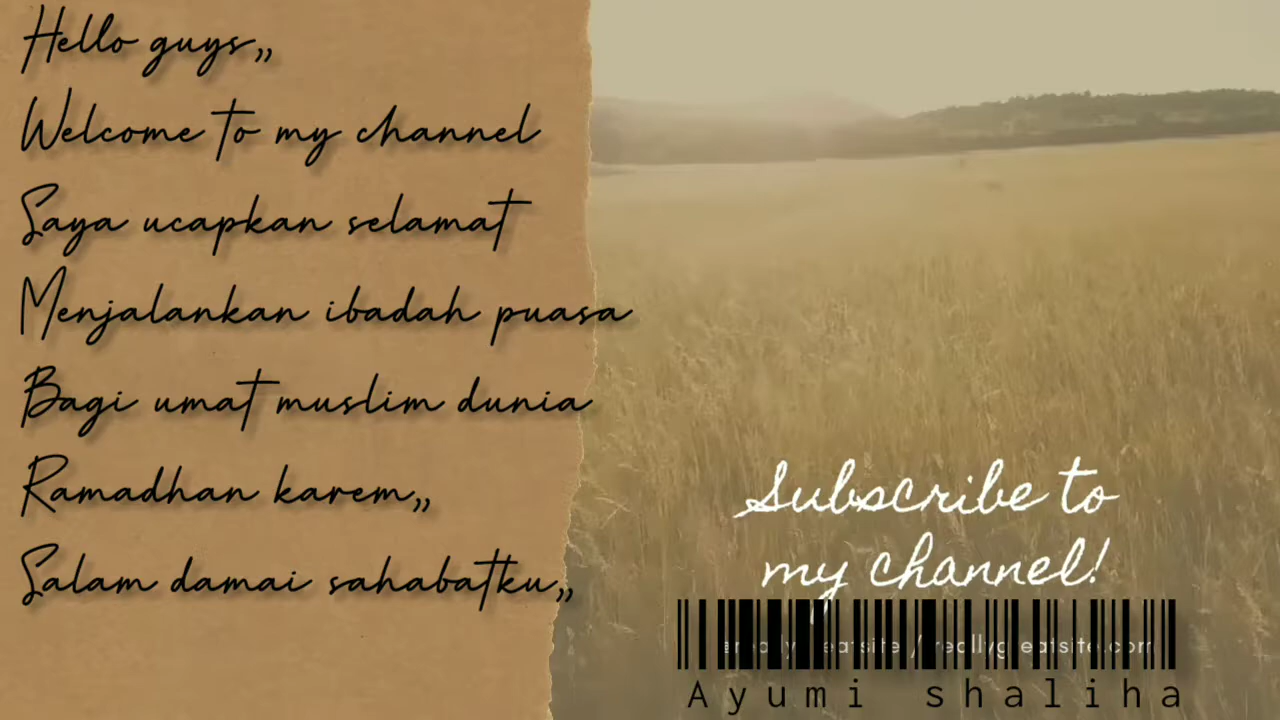 Hello guys,,
Welcome to my channel
Saya ucapkan selamat
Menjalankan ibadah puasa
Bagi umat muslim dunia
Ramadhan karem,,
Salam damai sahabatku,,
Subscribe to
my channel!
Ayumi shaliha